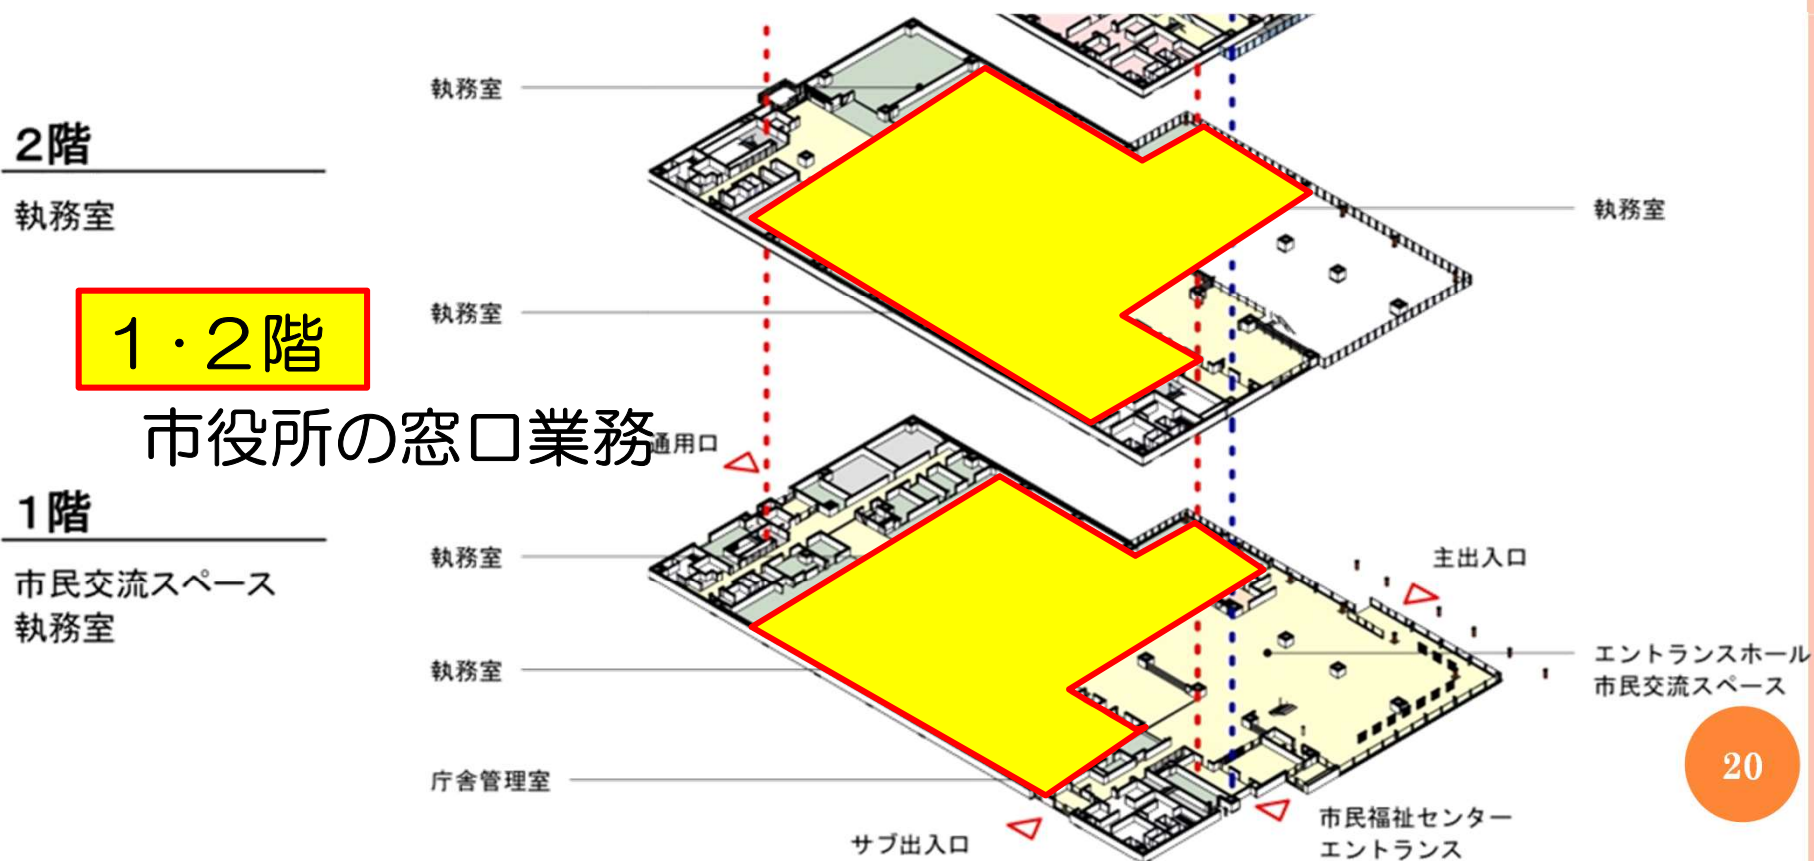 2階
執務室
執務室
執務室
執務室
1・2階
市役所の窓口業務
通用口
1階
市民交流スペース
執務室
執務室
執務室
庁舎管理室
サブ出入口
主出入口
エントランスホール
市民交流スペース
市民福祉センター
エントランス
20